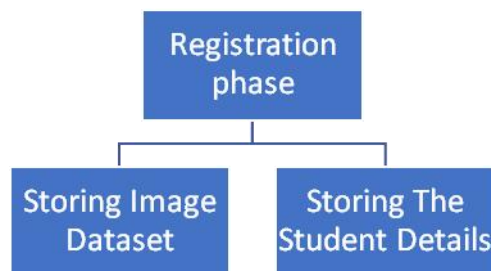 Registration
phase
Storing Image
Dataset
Storing The
Student Details